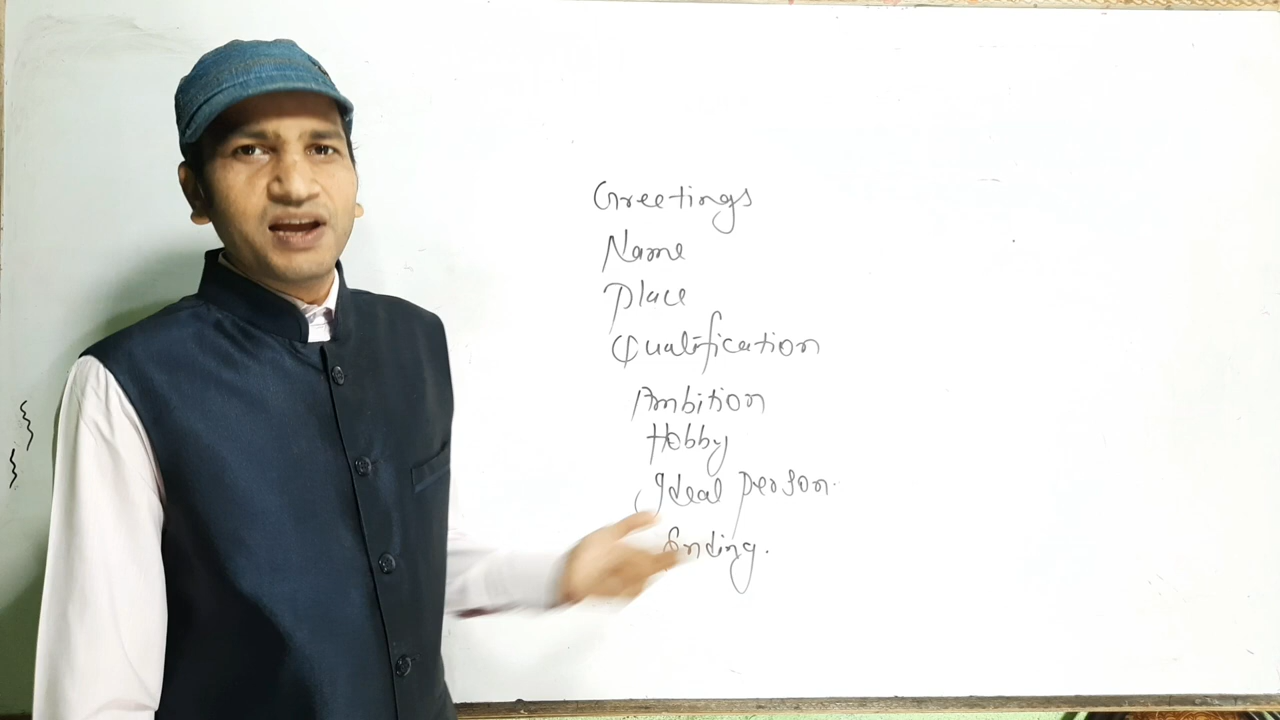 Greetings
Name
Place
Qualification
Ambition
Hobby
Ideal person.
Ending.